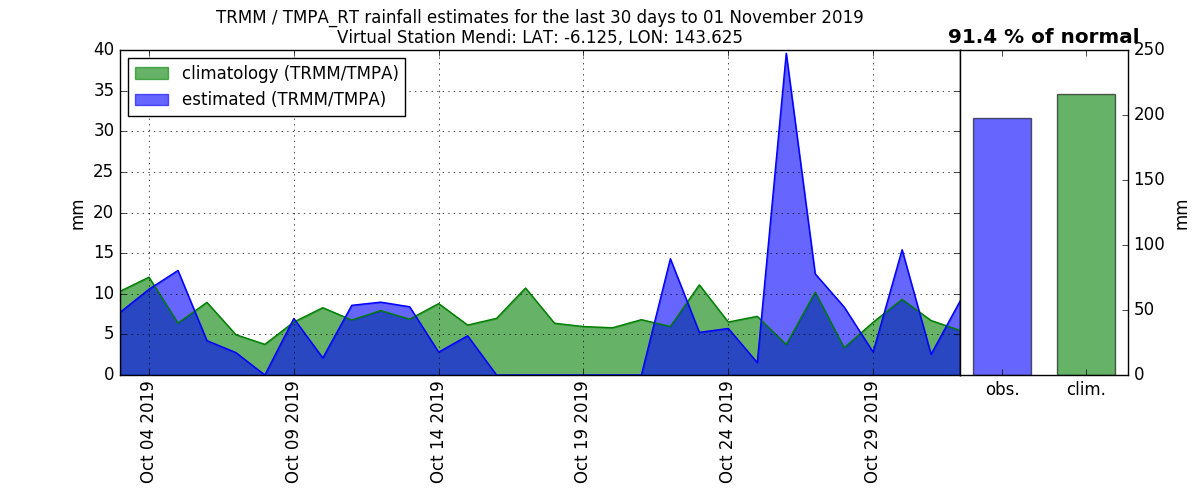 TRMM / TMPA_RT rainfall estimates for the last 30 days to 01 November 2019
Virtual Station Mendi: LAT: -6.125, LON: 143.625
91.4 % of normal
climatology (TRMM/TMPA)
estimated (TRMM/TMPA)
mm
40
35
30
25
20
15
10
5
0
Oct 04 2019
Oct 09 2019
Oct 14 2019
Oct 19 2019
Oct 24 2019
Oct 29 2019
obs.
clim.
250
200
150
100
50
0
mm